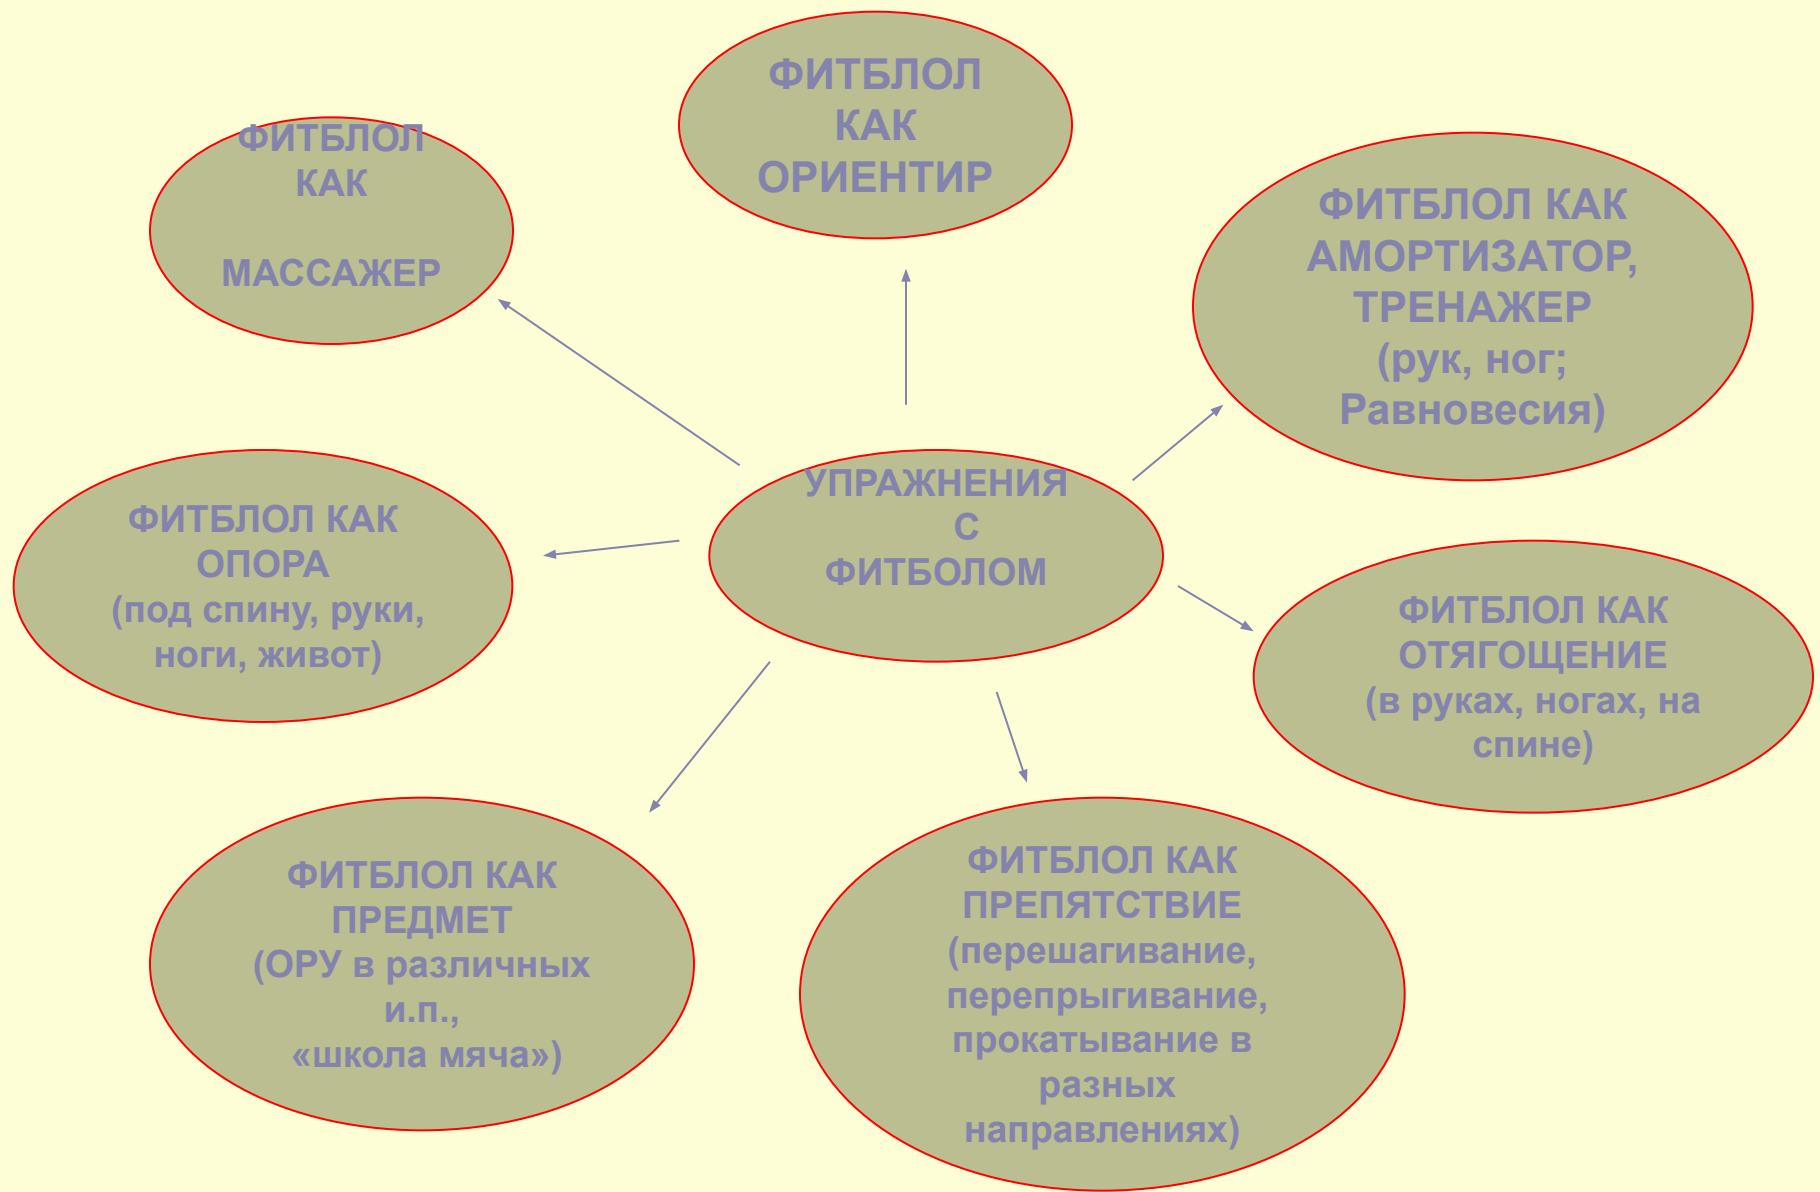 ФИТБЛОЛ
КАК
ОРИЕНТИР
ФИТБЛОЛ
КАК
МАССАЖЕР
ФИТБЛОЛ КАК
АМОРТИЗАТОР,
ТРЕНАЖЕР
(рук, ног;
Равновесия)
УПРАЖНЕНИЯ
С
ФИТБОЛОМ
ФИТБЛОЛ КАК
ОПОРА
(под спину, руки,
ноги, живот)
ФИТБЛОЛ КАК
ОТЯГОЩЕНИЕ
(в руках, ногах, на
спине)
ФИТБЛОЛ КАК
ПРЕДМЕТ
(ОРУ в различных
и.п.,
«школа мяча»)
ФИТБЛОЛ КАК
ПРЕПЯТСТВИЕ
(перешагивание,
перепрыгивание,
прокатывание в
разных
направлениях)